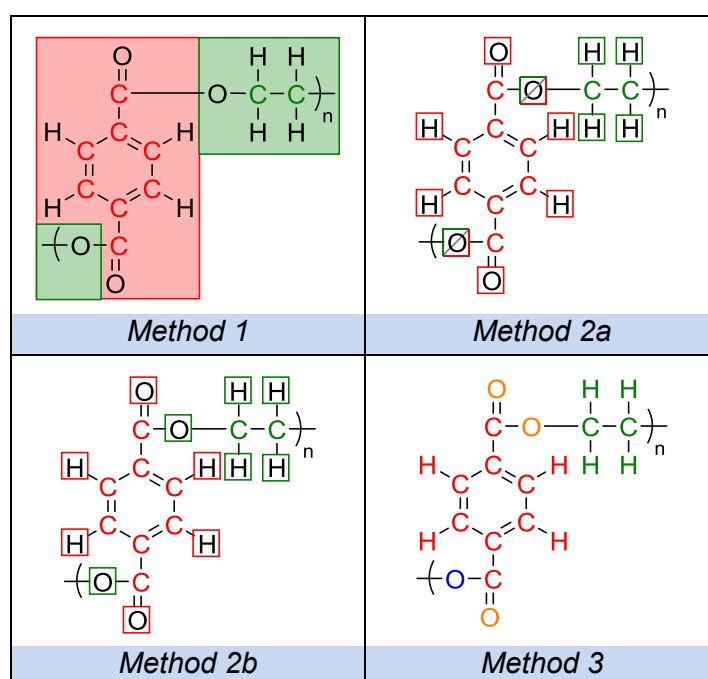 O H H
C O C C )n
H C H H H
C C
C C
H C H
( O C
O
Method 1
O H H
C O C C )n
H C H H H
C C
C C
H C H
( O C
O
Method 2a
O H H
C O C C )n
H C H H H
C C
C C
H C H
( O C
O
Method 2b
O H H
C O C C )n
H C H H H
C C
C C
H C H
( O C
O
Method 3